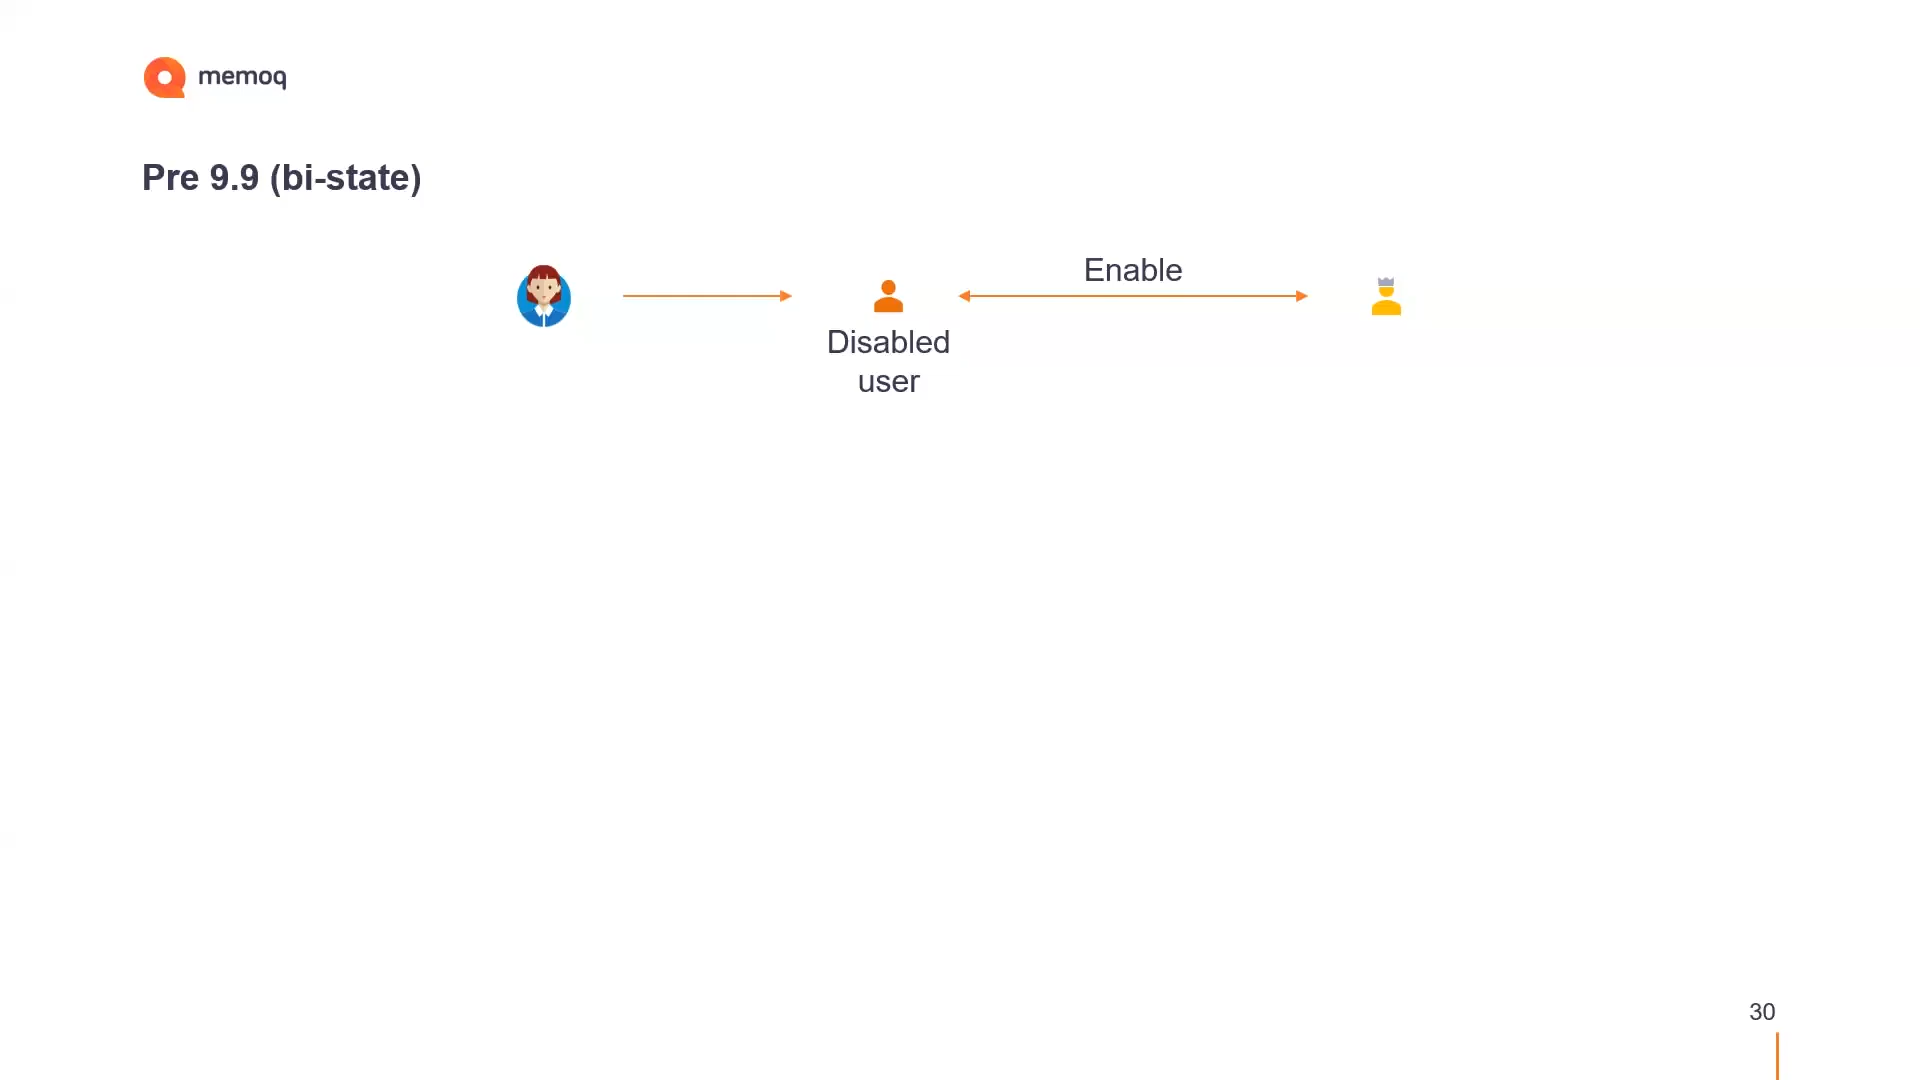 memoq
Pre 9.9 (bi-state)
Enable
Disabled
user
30